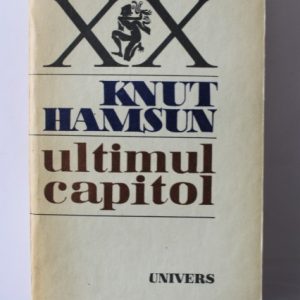 XX
KNUT
HAMSUN
ultimul
capitol
UNIVERS